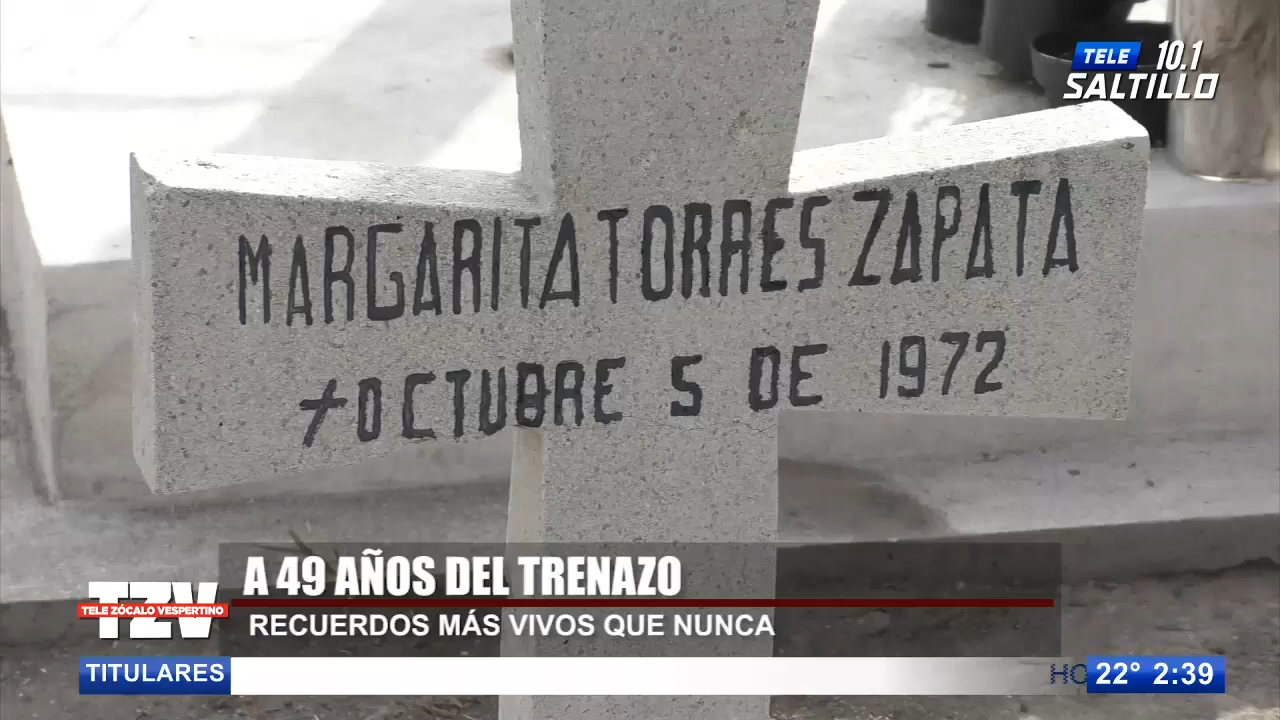 TELE 10.1
SALTILLO
MARGARITA TORRES ZAPATA
†OCTUBRE 5 DE 1972
A 49 AÑOS DEL TRENAZO
TZV
TELE ZÓCALO VESPERTINO
RECUERDOS MÁS VIVOS QUE NUNCA
TITULARES
22° 2:39